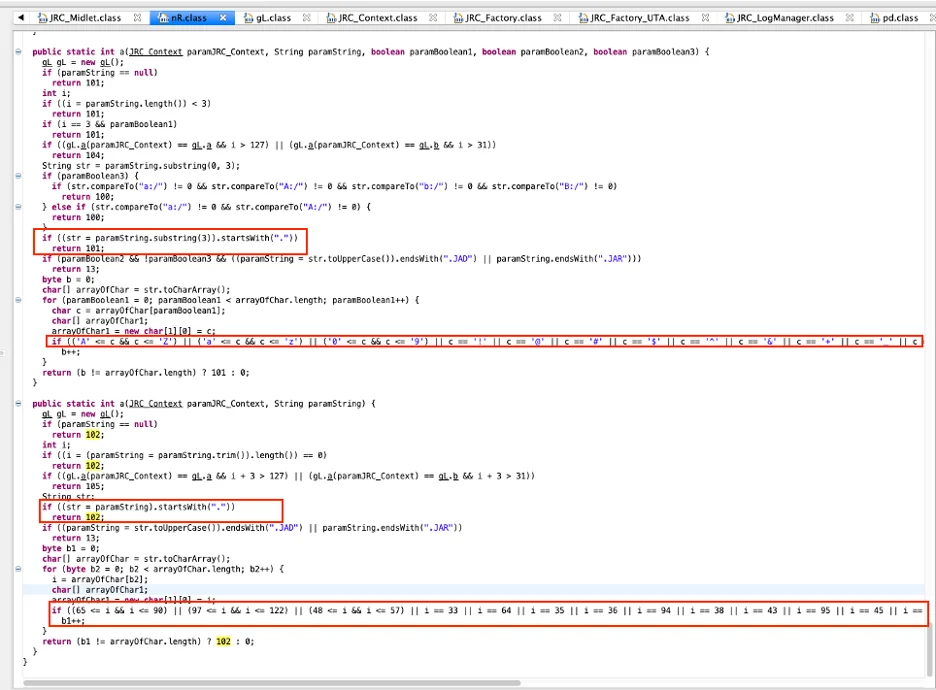 JRC_Midlet.class nR.class gL.class JRC_Context.class JRC_Factory.class JRC_Factory_UTA.class JRC_LogManager.class pd.class
}
public static int a(JRC_Context paramJRC_Context, String paramString, boolean paramBoolean1, boolean paramBoolean2, boolean paramBoolean3) {
gL gL = new gL();
if (paramString == null)
return 101;
int i;
if ((i = paramString.length()) < 3)
return 101;
if (i == 3 && paramBoolean1)
return 101;
if ((gL.a(paramJRC_Context) == gL.a && i > 127) || (gL.a(paramJRC_Context) == gL.b && i > 31))
return 104;
String str = paramString.substring(0, 3);
if (paramBoolean3) {
if (str.compareTo("a:/") != 0 && str.compareTo("A:/") != 0 && str.compareTo("b:/") != 0 && str.compareTo("B:/") != 0)
return 100;
} else if (str.compareTo("a:/") != 0 && str.compareTo("A:/") != 0) {
return 100;
}
if ((str = paramString.substring(3)).startsWith("."))
return 101;
if (paramBoolean2 && !paramBoolean3 && ((paramString = str.toUpperCase()).endsWith(".JAD") || paramString.endsWith(".JAR")))
return 13;
byte b = 0;
char[] arrayOfChar = str.toCharArray();
for (paramBoolean1 = 0; paramBoolean1 < arrayOfChar.length; paramBoolean1++) {
char c = arrayOfChar[paramBoolean1];
char[] arrayOfChar1;
arrayOfChar1 = new char[1][0] = c;
if (('A' <= c && c <= 'Z') || ('a' <= c && c <= 'z') || ('0' <= c && c <= '9') || c == '!' || c == '@' || c == '#' || c == '$' || c == '^' || c == '&' || c == '+' || c == '_' || c
b++;
}
return (b != arrayOfChar.length) ? 101 : 0;
}
public static int a(JRC_Context paramJRC_Context, String paramString) {
gL gL = new gL();
if (paramString == null)
return 102;
int i;
if ((i = (paramString = paramString.trim()).length()) == 0)
return 102;
if ((gL.a(paramJRC_Context) == gL.a && i + 3 > 127) || (gL.a(paramJRC_Context) == gL.b && i + 3 > 31))
return 105;
String str;
if ((str = paramString).startsWith("."))
return 102;
if ((paramString = str.toUpperCase()).endsWith(".JAD") || paramString.endsWith(".JAR"))
return 13;
byte b1 = 0;
char[] arrayOfChar = str.toCharArray();
for (byte b2 = 0; b2 < arrayOfChar.length; b2++) {
i = arrayOfChar[b2];
char[] arrayOfChar1;
arrayOfChar1 = new char[1][0] = i;
if ((65 <= i && i <= 90) || (97 <= i && i <= 122) || (48 <= i && i <= 57) || i == 33 || i == 64 || i == 35 || i == 36 || i == 94 || i == 38 || i == 43 || i == 95 || i == 45 || i ==
b1++;
}
return (b1 != arrayOfChar.length) ? 102 : 0;
}
}